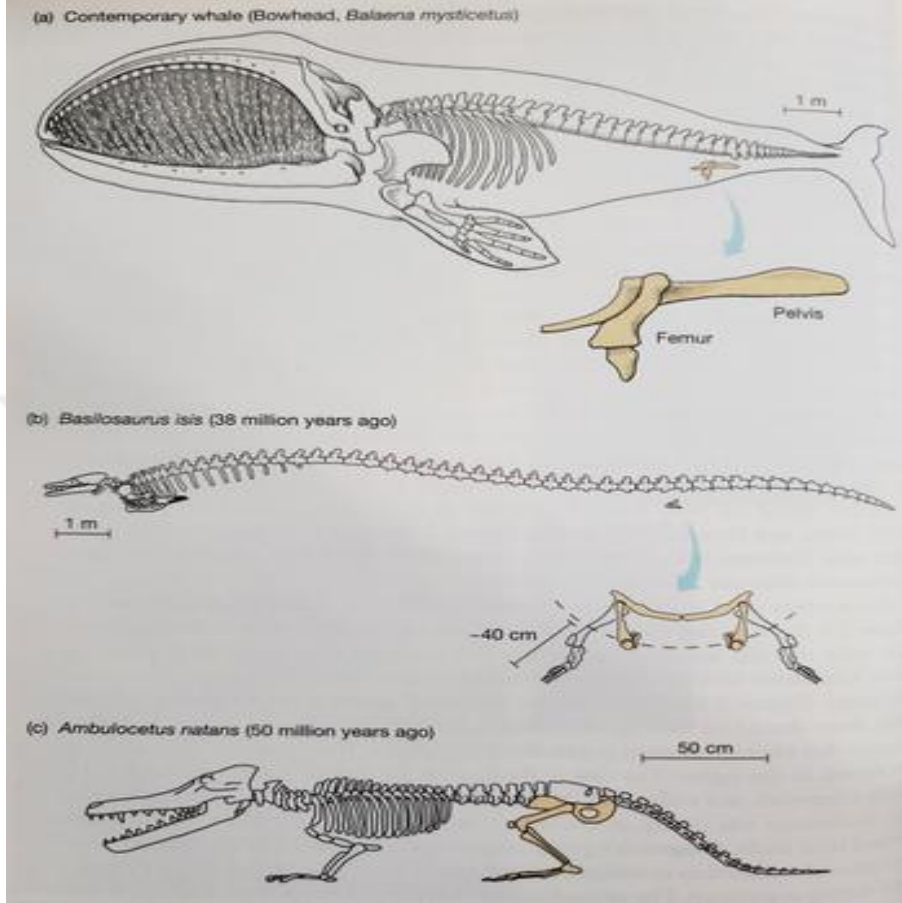 (a) Contemporary whale (Bowhead, Balaena mysticetus)
1 m
Pelvis
Femur
(b) Basilosaurus isis (38 million years ago)
1 m
~40 cm
(c) Ambulocetus natans (50 million years ago)
50 cm